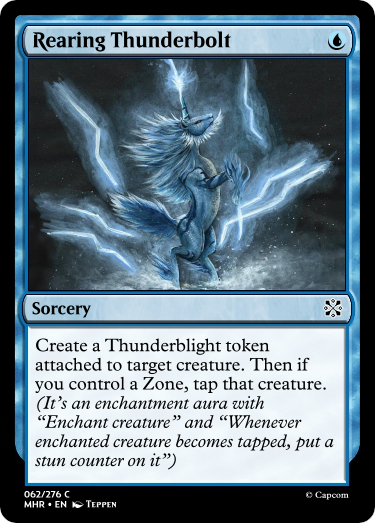 Rearing Thunderbolt
Sorcery
Create a Thunderblight token
attached to target creature. Then if
you control a Zone, tap that creature.
(It's an enchantment aura with
“Enchant creature” and “Whenever
enchanted creature becomes tapped, put a
stun counter on it”)
062/276 C
MHR • EN Teppen
© Capcom